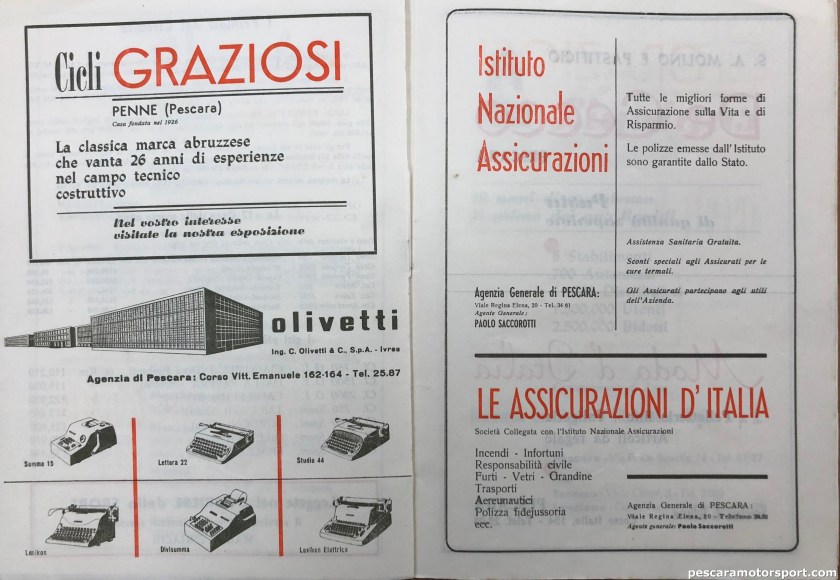 Cicli GRAZIOSI
PENNE (Pescara)
Casa fondata nel 1926
La classica marca abruzzese
che vanta 26 anni di esperienze
nel campo tecnico
costruttivo
Nel vostro interesse
visitate la nostra esposizione
olivetti
Ing. C. Olivetti & C., S.p.A. - Ivrea
Agenzia di Pescara: Corso Vitt. Emanuele 162-164 - Tel. 25.87
Summa 15
Lettera 22
Studio 44
Lexikon
Divisumma
Lexikon Elettrica
Istituto
Nazionale
Assicurazioni
Tutte le migliori forme di
Assicurazione sulla Vita e di
Risparmio.
Le polizze emesse dall'Istituto
sono garantite dallo Stato.
Assistenza Sanitaria Gratuita.
Sconti speciali agli Assicurati per le
cure termali.
Gli Assicurati partecipano agli utili
dell'Azienda.
Agenzia Generale di PESCARA:
Viale Regina Elena, 20 - Tel. 36 61
Agente Generale:
PAOLO SACCOROTTI
LE ASSICURAZIONI D'ITALIA
Società Collegata con l'Istituto Nazionale Assicurazioni
Incendi - Infortuni
Responsabilità civile
Furti - Vetri - Grandine
Trasporti
Aereunautici
Polizza fidejussoria
ecc.
Agenzia Generale di PESCARA:
Viale Regina Elena, 20 - Telefono
Agente generale: Paolo Saccorotti
pescaramotorsport.com